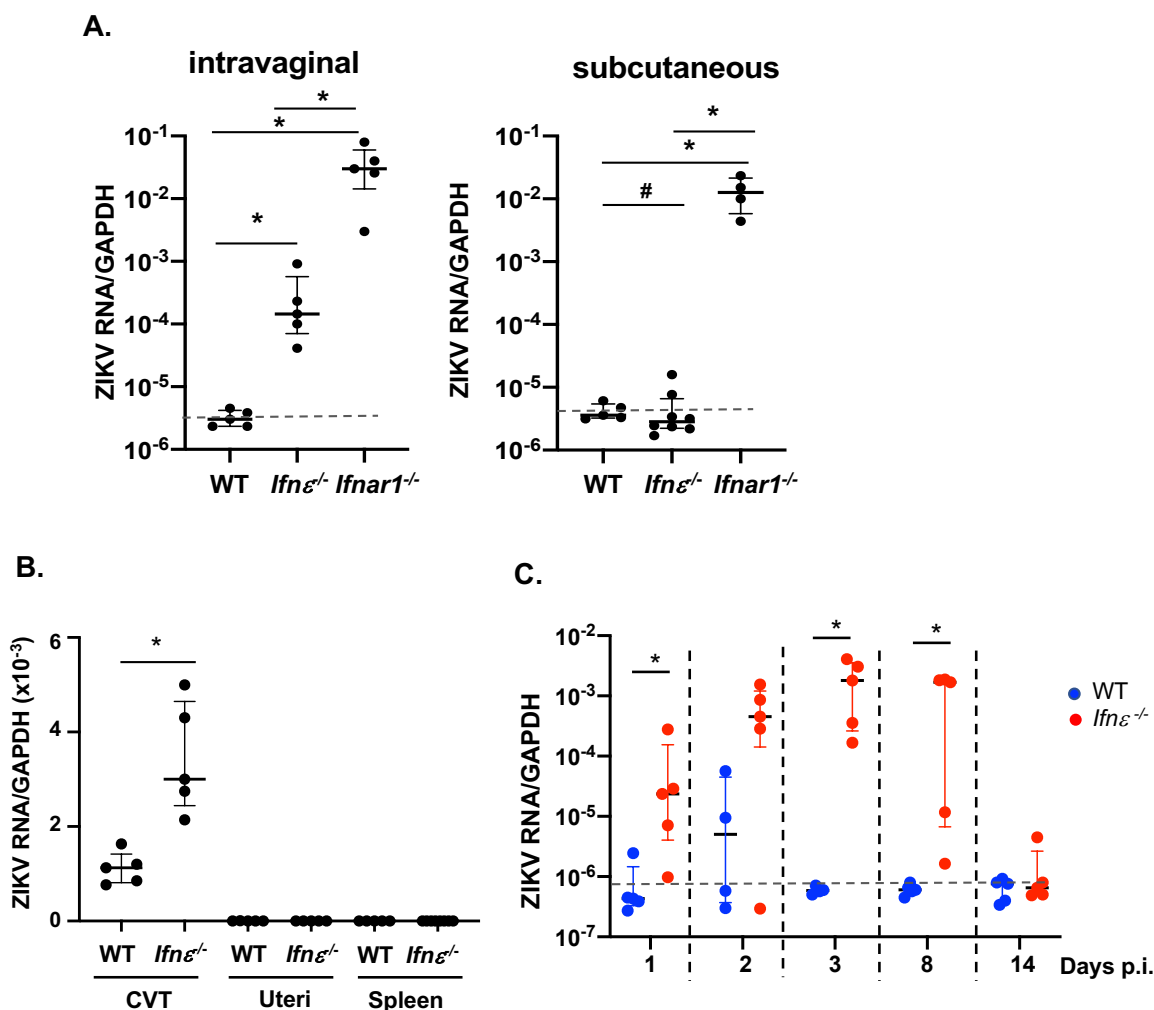 A.
intravaginal
subcutaneous
*
*
*
ZIKV RNA/GAPDH
10⁻¹
10⁻²
10⁻³
10⁻⁴
10⁻⁵
10⁻⁶
WT Ifnε⁻/⁻ Ifnar1⁻/⁻
*
*
#
ZIKV RNA/GAPDH
10⁻¹
10⁻²
10⁻³
10⁻⁴
10⁻⁵
10⁻⁶
WT Ifnε⁻/⁻ Ifnar1⁻/⁻
B.
ZIKV RNA/GAPDH (x10⁻³)
6
4
2
0
*
WT Ifnε⁻/⁻ WT Ifnε⁻/⁻ WT Ifnε⁻/⁻
CVT Uteri Spleen
C.
ZIKV RNA/GAPDH
10⁻²
10⁻³
10⁻⁴
10⁻⁵
10⁻⁶
10⁻⁷
* * *
1 2 3 8 14 Days p.i.
WT
Ifnε⁻/⁻